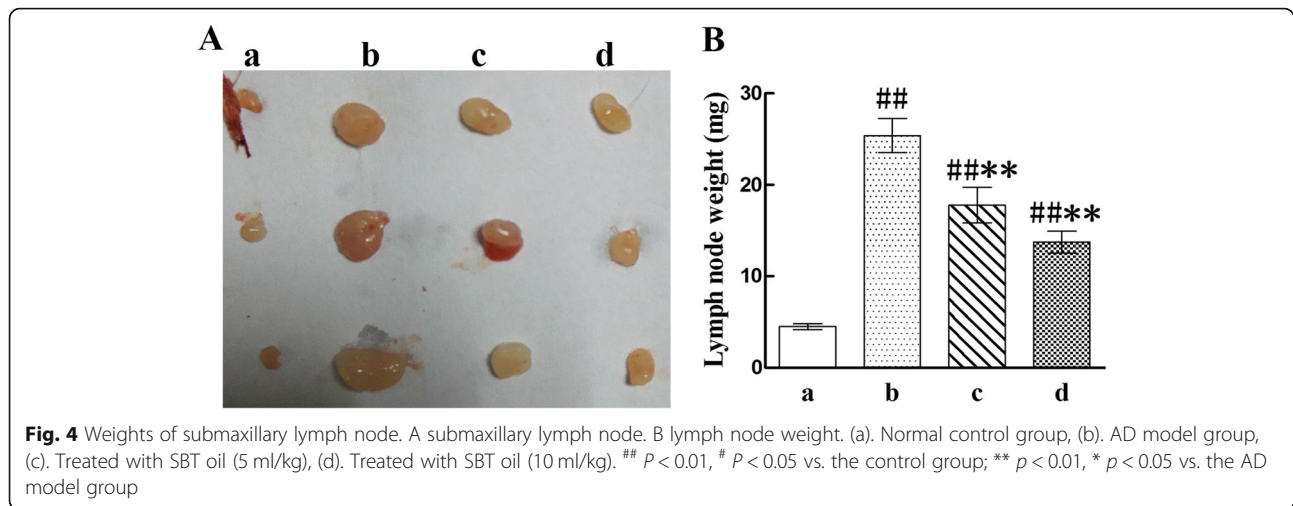 A
a b c d
B
Lymph node weight (mg)
40
30
20
10
0
##
##**
##**
a b c d
Fig. 4 Weights of submaxillary lymph node. A submaxillary lymph node. B lymph node weight. (a). Normal control group, (b). AD model group,
(c). Treated with SBT oil (5 ml/kg), (d). Treated with SBT oil (10 ml/kg). ## P < 0.01, # P < 0.05 vs. the control group; ** p < 0.01, * p < 0.05 vs. the AD
model group